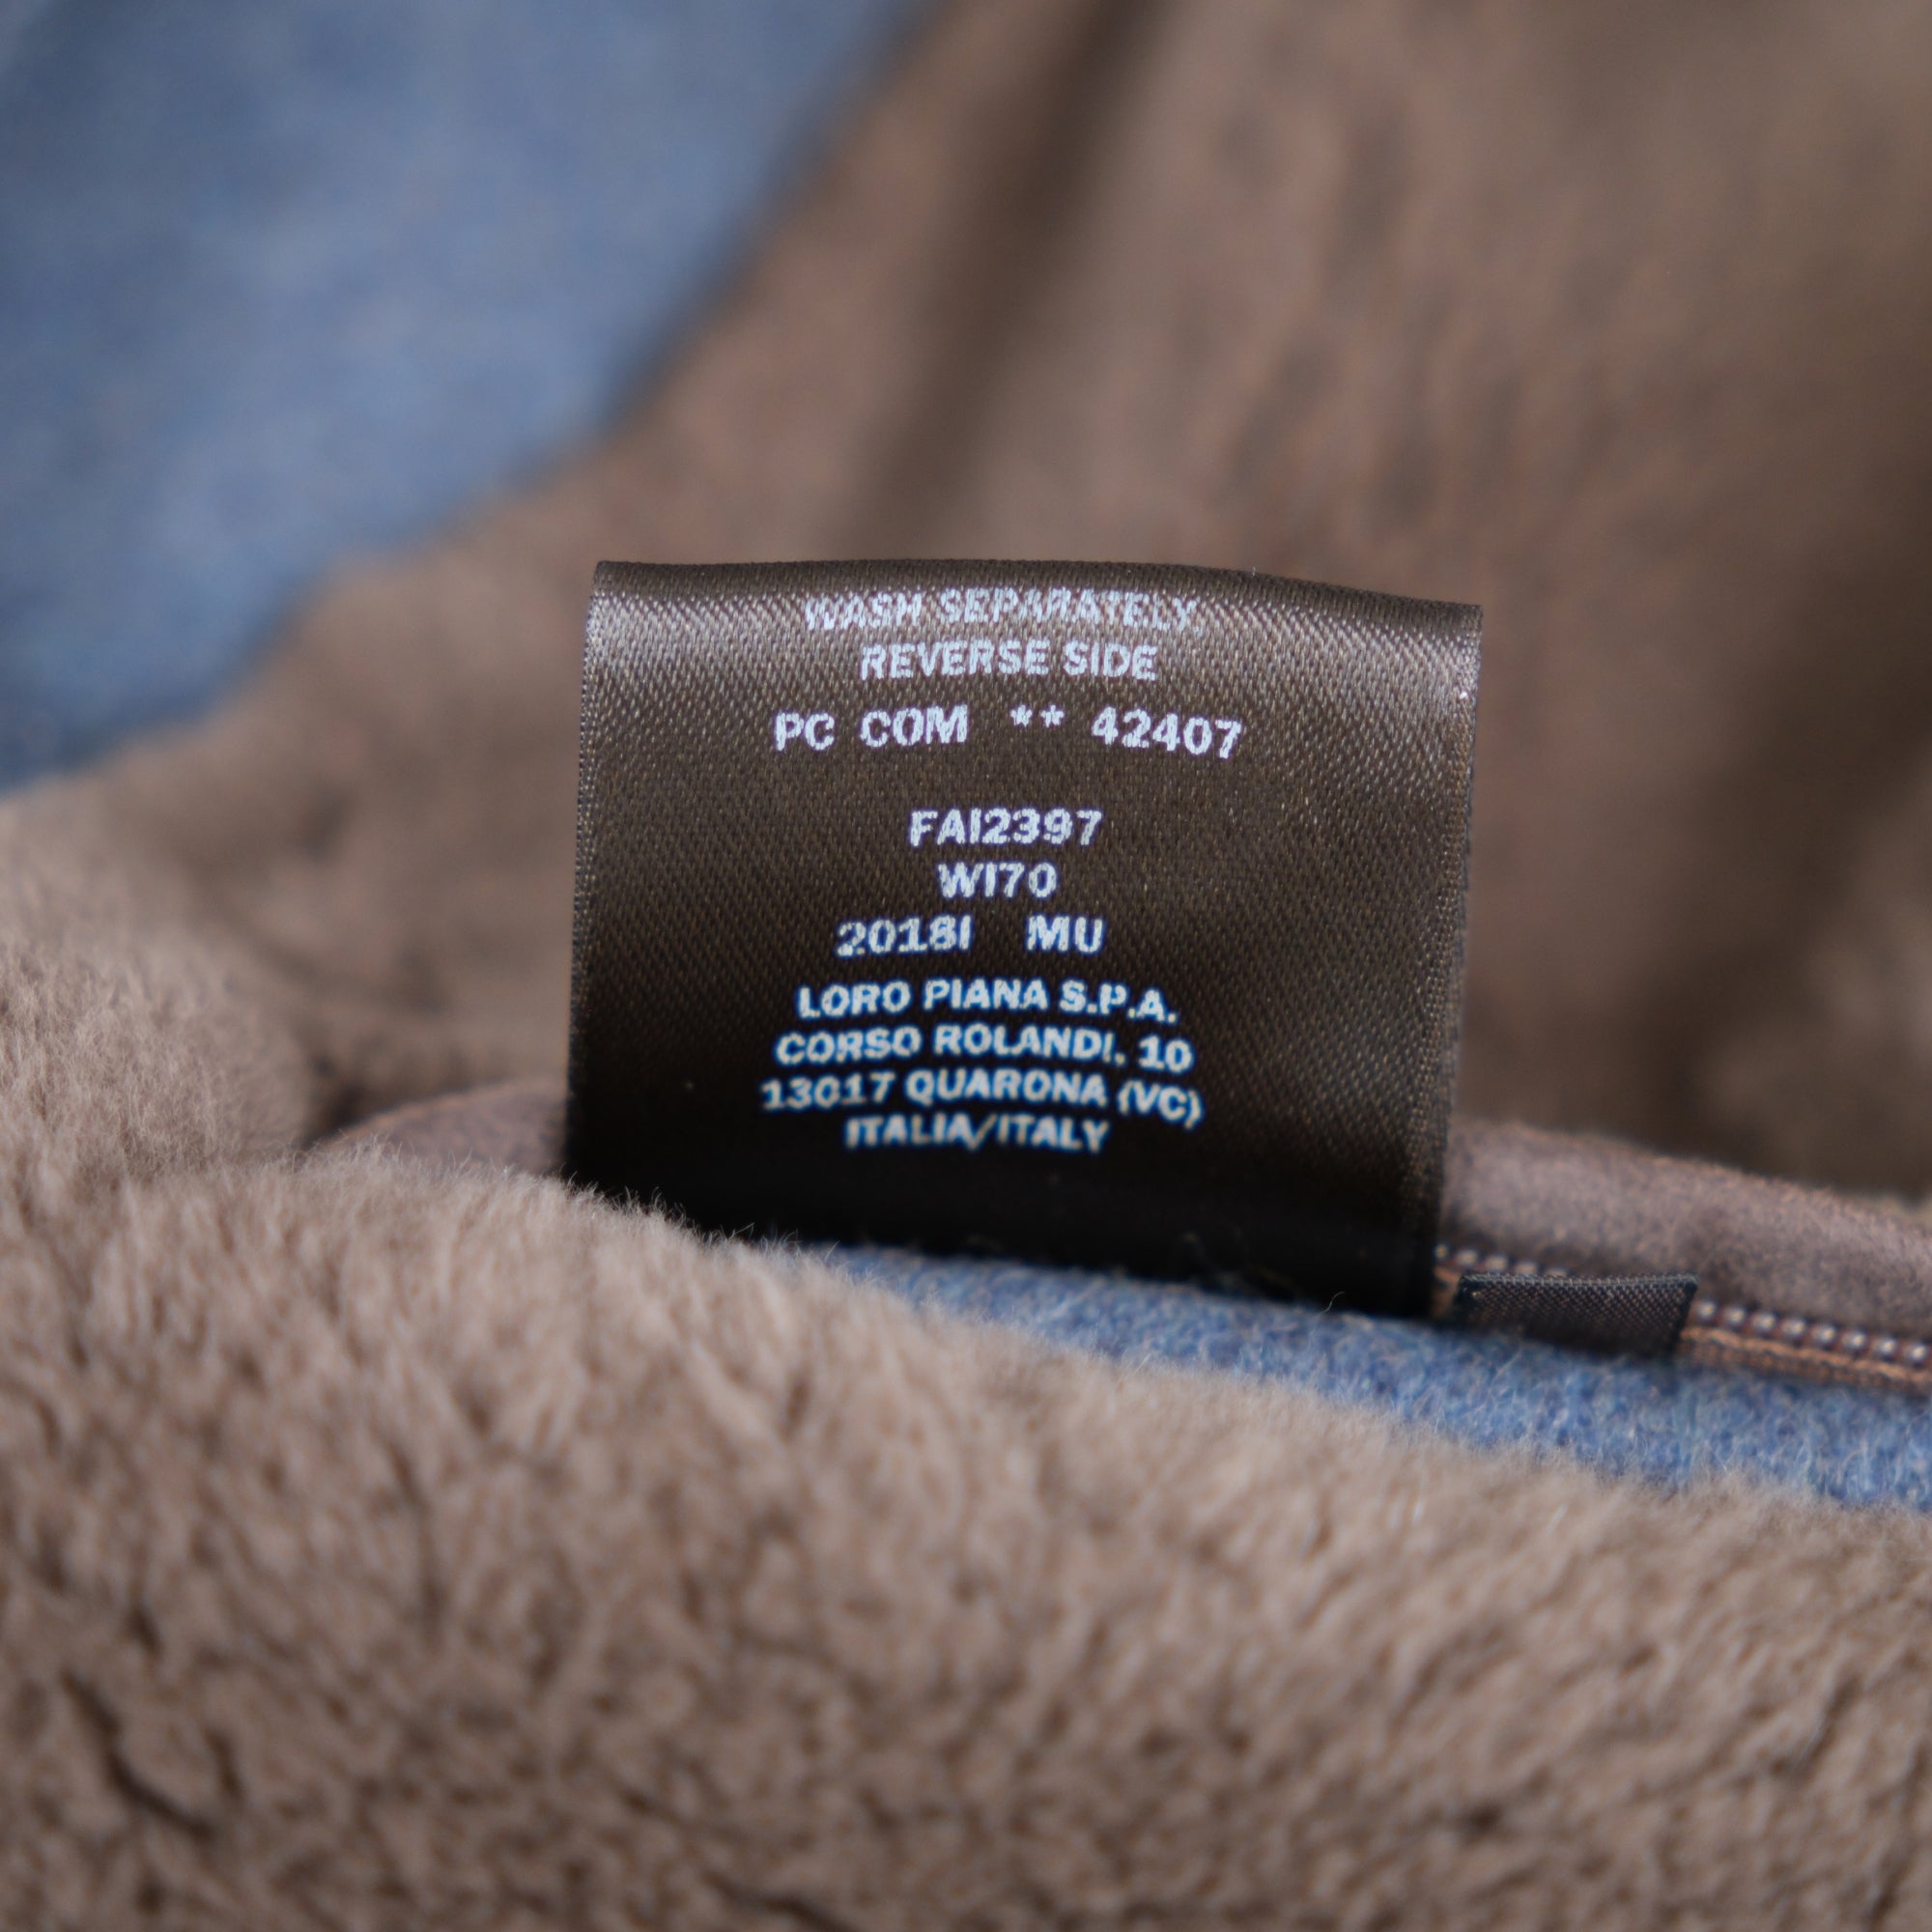 WASH SEPARATELY,
REVERSE SIDE
PC COM ** 42407
FAI2397
WI70
2018I MU
LORO PIANA S.P.A.
CORSO ROLANDI, 10
13017 QUARONA (VC)
ITALIA/ITALY